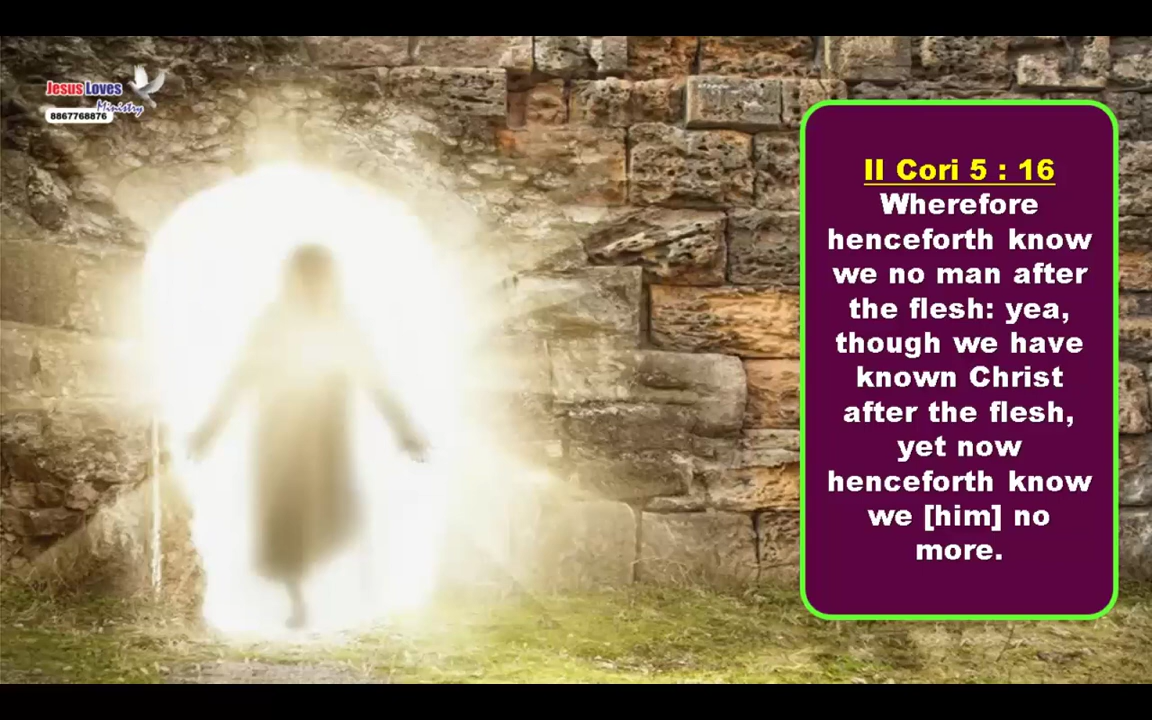 Jesus Loves
Ministry
8867768876
II Cori 5 : 16
Wherefore
henceforth know
we no man after
the flesh: yea,
though we have
known Christ
after the flesh,
yet now
henceforth know
we [him] no
more.